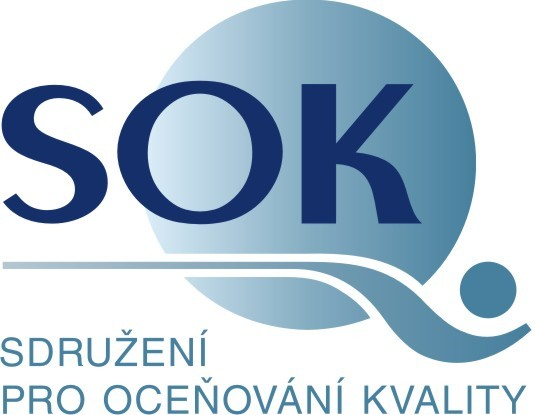 SOK
SDRUŽENÍ
PRO OCEŇOVÁNÍ KVALITY